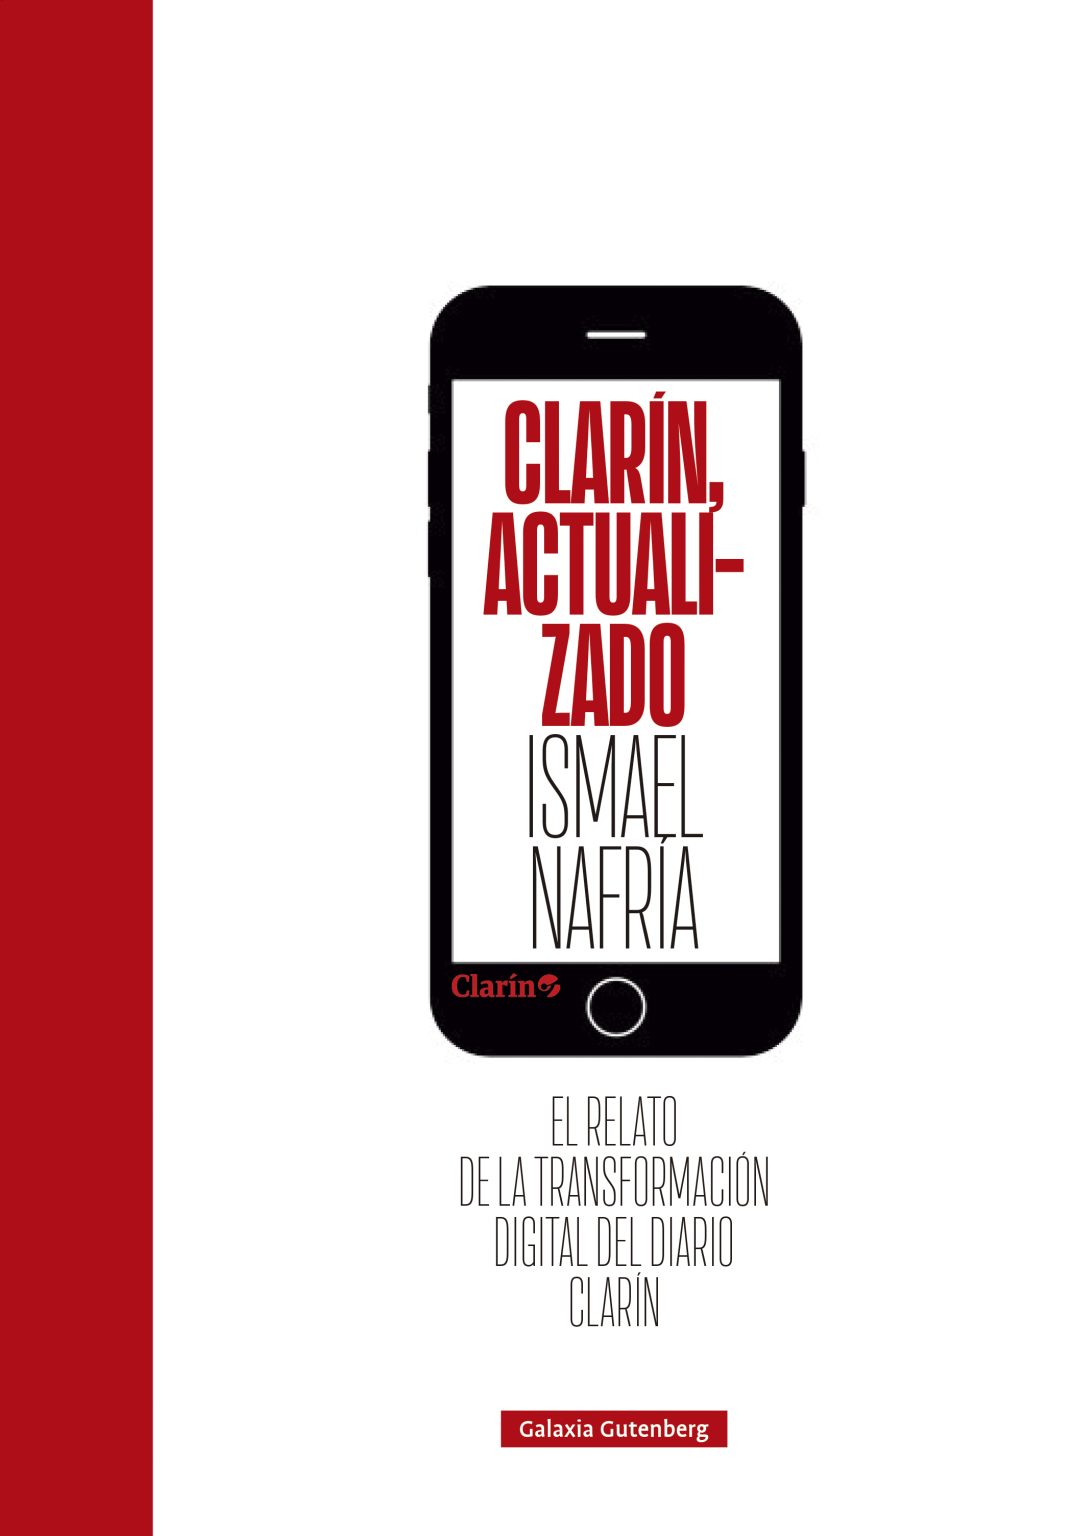 CLARÍN,
ACTUALI-
ZADO
ISMAEL
NAFRÍA
Clarín
EL RELATO
DE LA TRANSFORMACIÓN
DIGITAL DEL DIARIO
CLARÍN
Galaxia Gutenberg